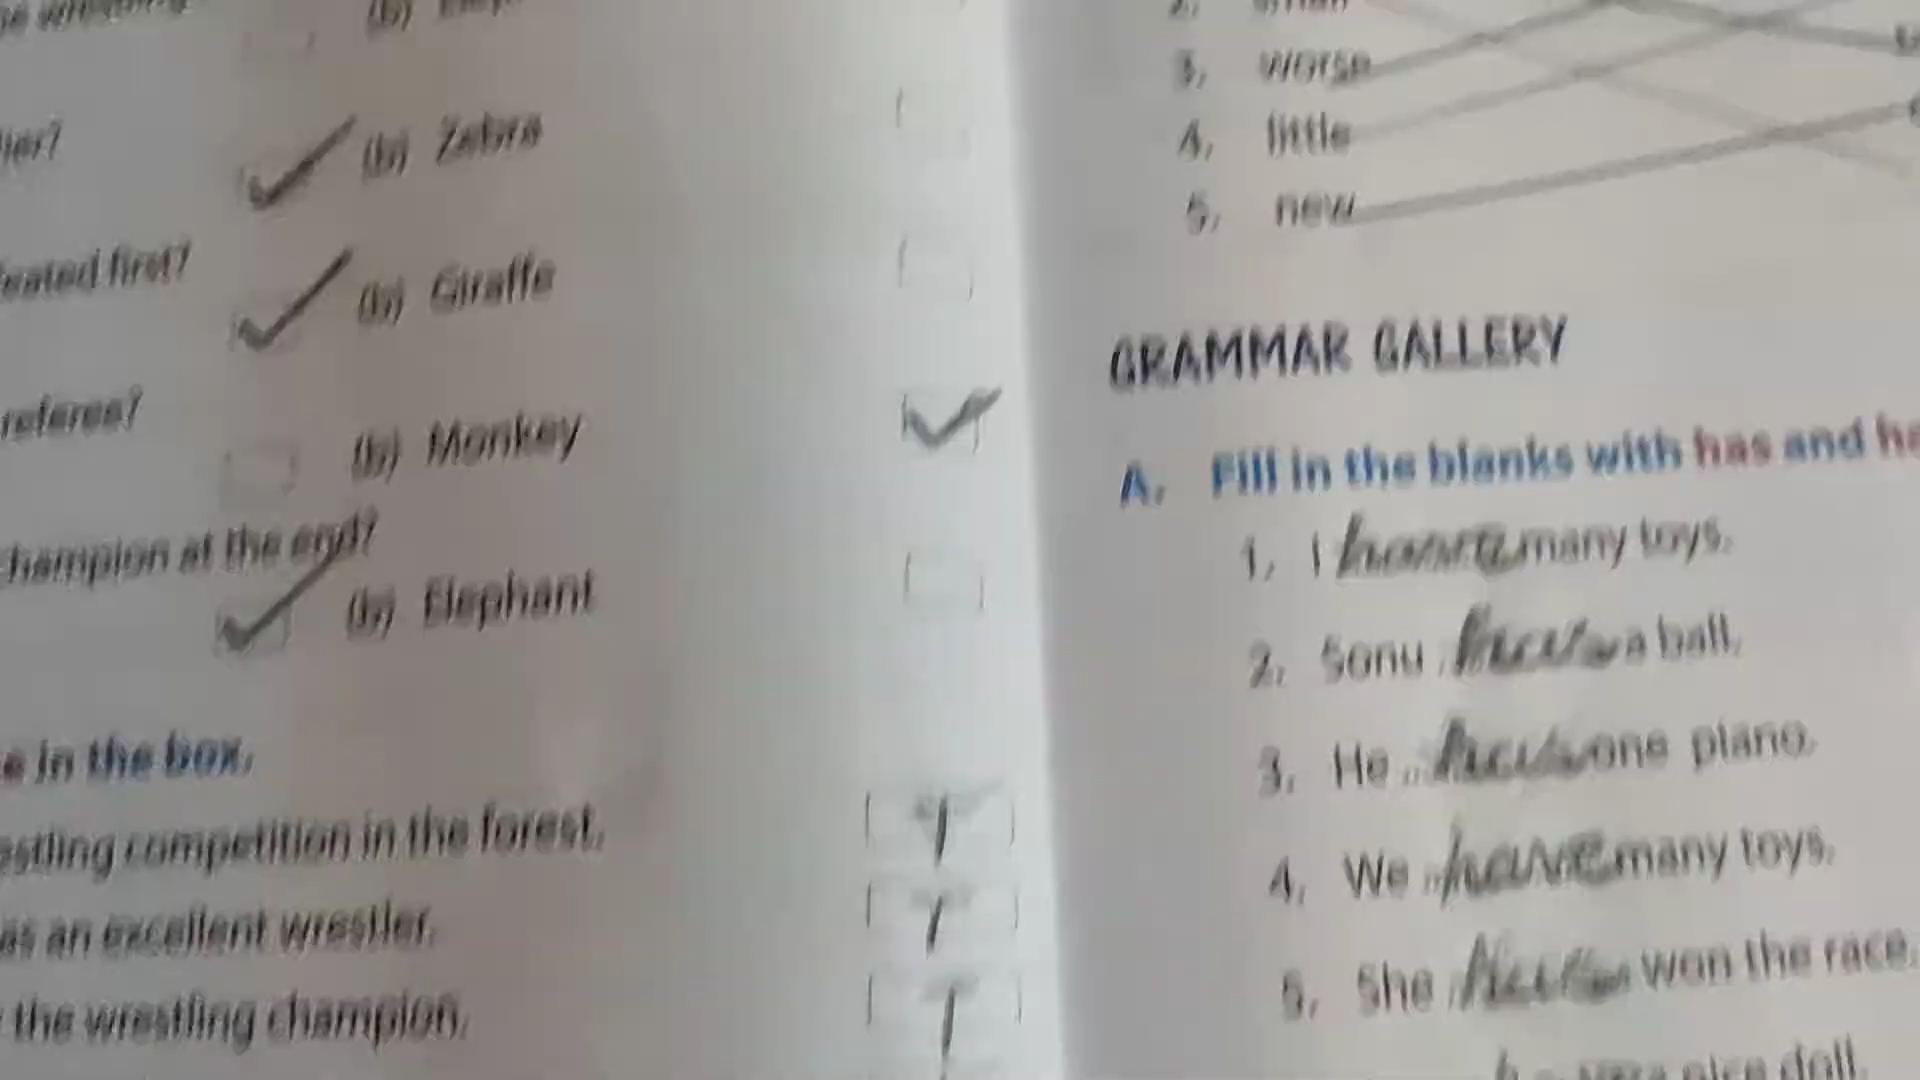 (b) Zebra
first?
(b) Giraffe
referee?
(b) Monkey
champion at the end?
(b) Elephant
in the box.
competition in the forest.
as an excellent wrestler.
the wrestling champion.
T
T
T
3. worse
4. little
5. new
GRAMMAR GALLERY
A. Fill in the blanks with has and
1. I have many toys.
2. Sonu has a ball.
3. He has one piano.
4. We have many toys.
5. She has won the race.
nice doll.